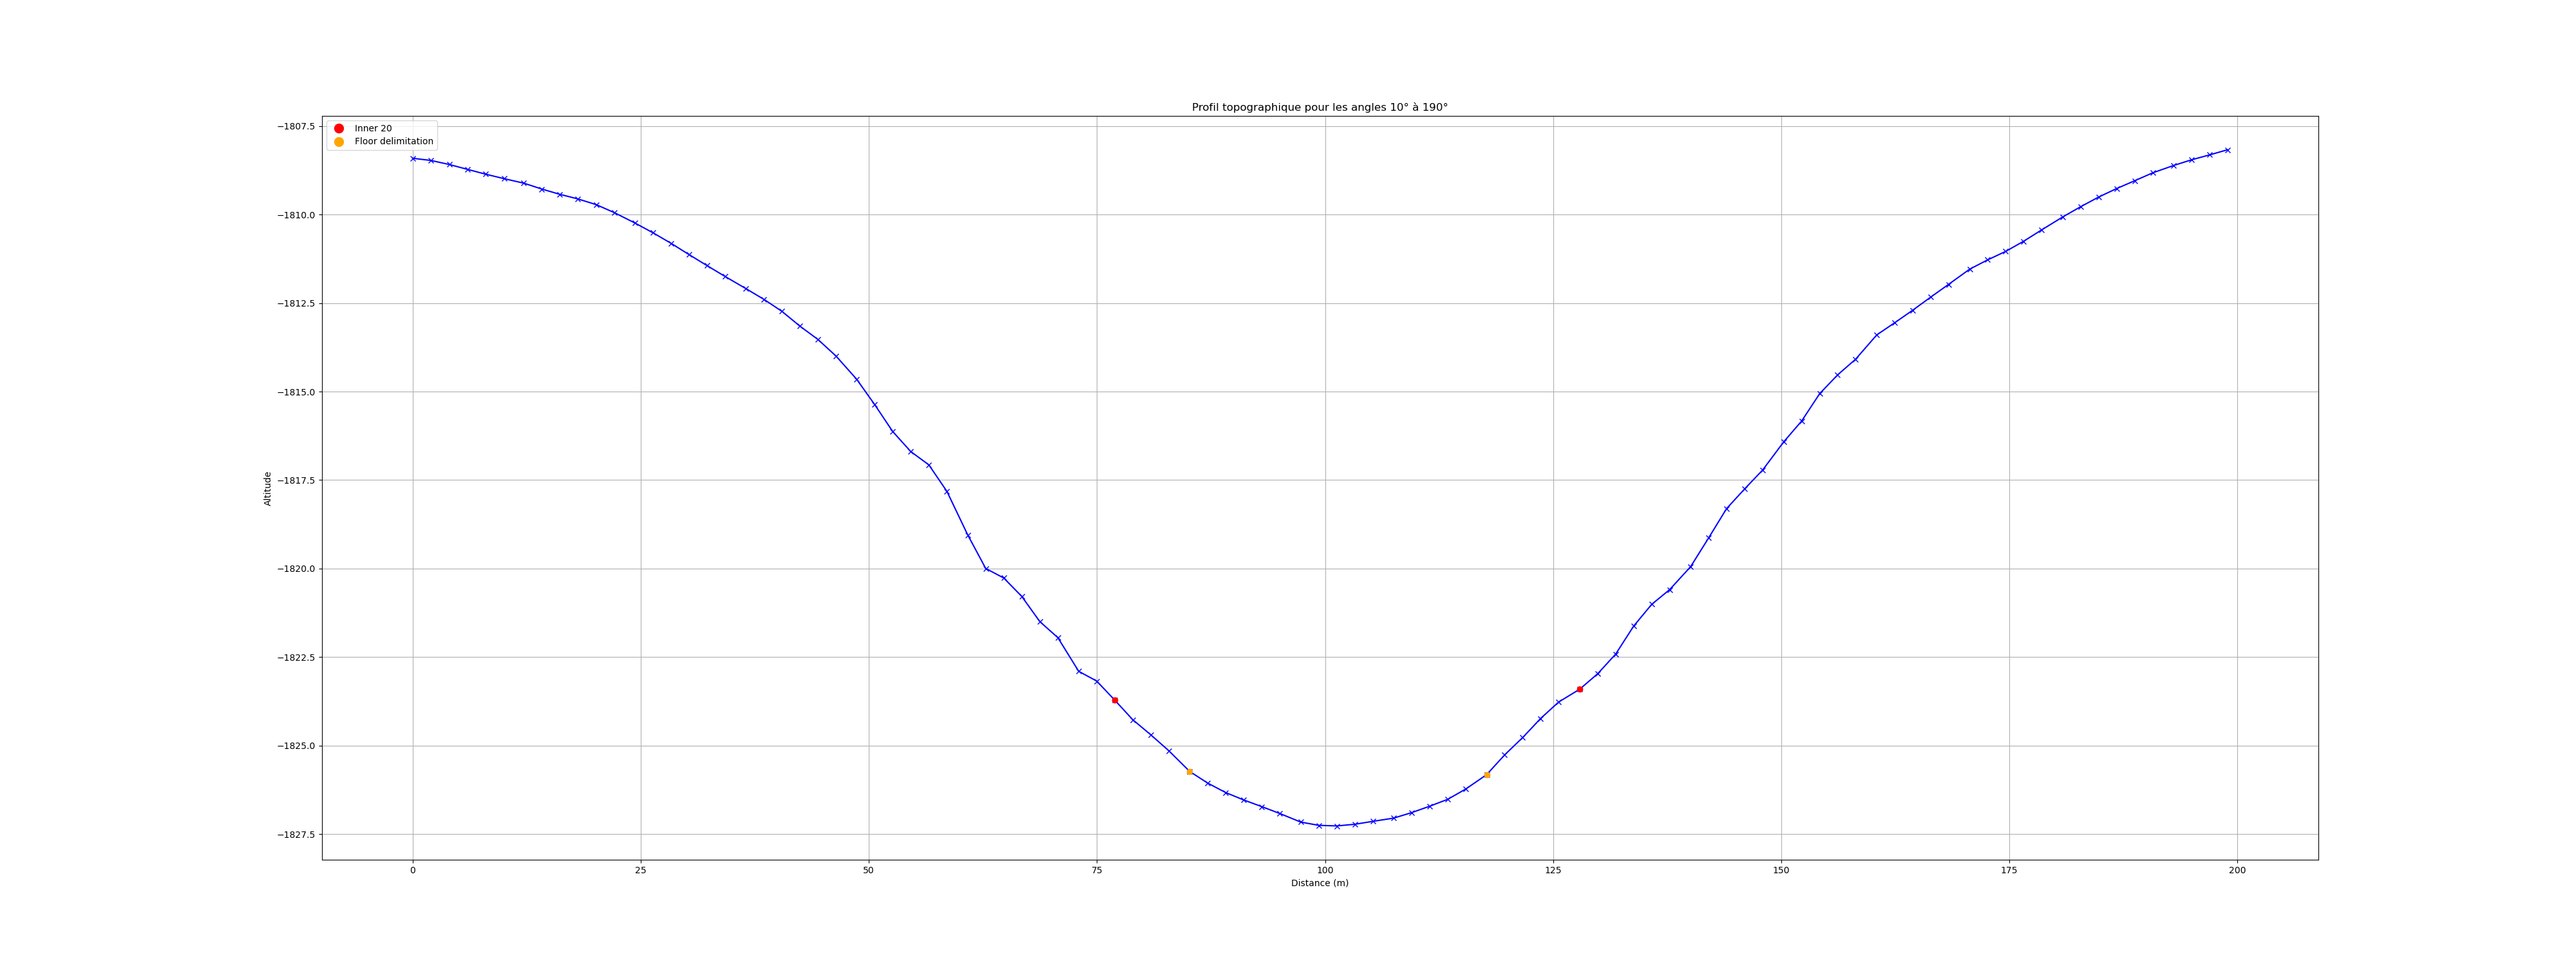 Profil topographique pour les angles 10° à 190°
Inner 20
Floor delimitation
−1807.5
−1810.0
−1812.5
−1815.0
−1817.5
−1820.0
−1822.5
−1825.0
−1827.5
Altitude
0 25 50 75 100 125 150 175 200
Distance (m)